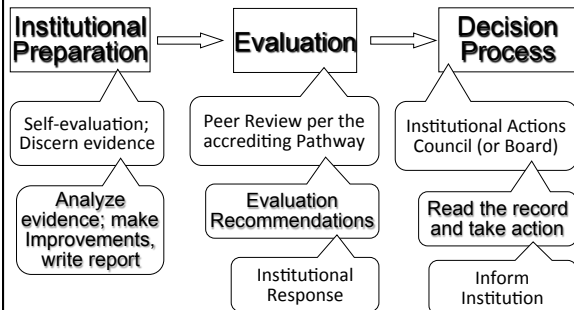 Institutional
Preparation
Evaluation
Decision
Process
Self-evaluation;
Discern evidence
Analyze
evidence; make
Improvements,
write report
Peer Review per the
accrediting Pathway
Evaluation
Recommendations
Institutional
Response
Institutional Actions
Council (or Board)
Read the record
and take action
Inform
Institution